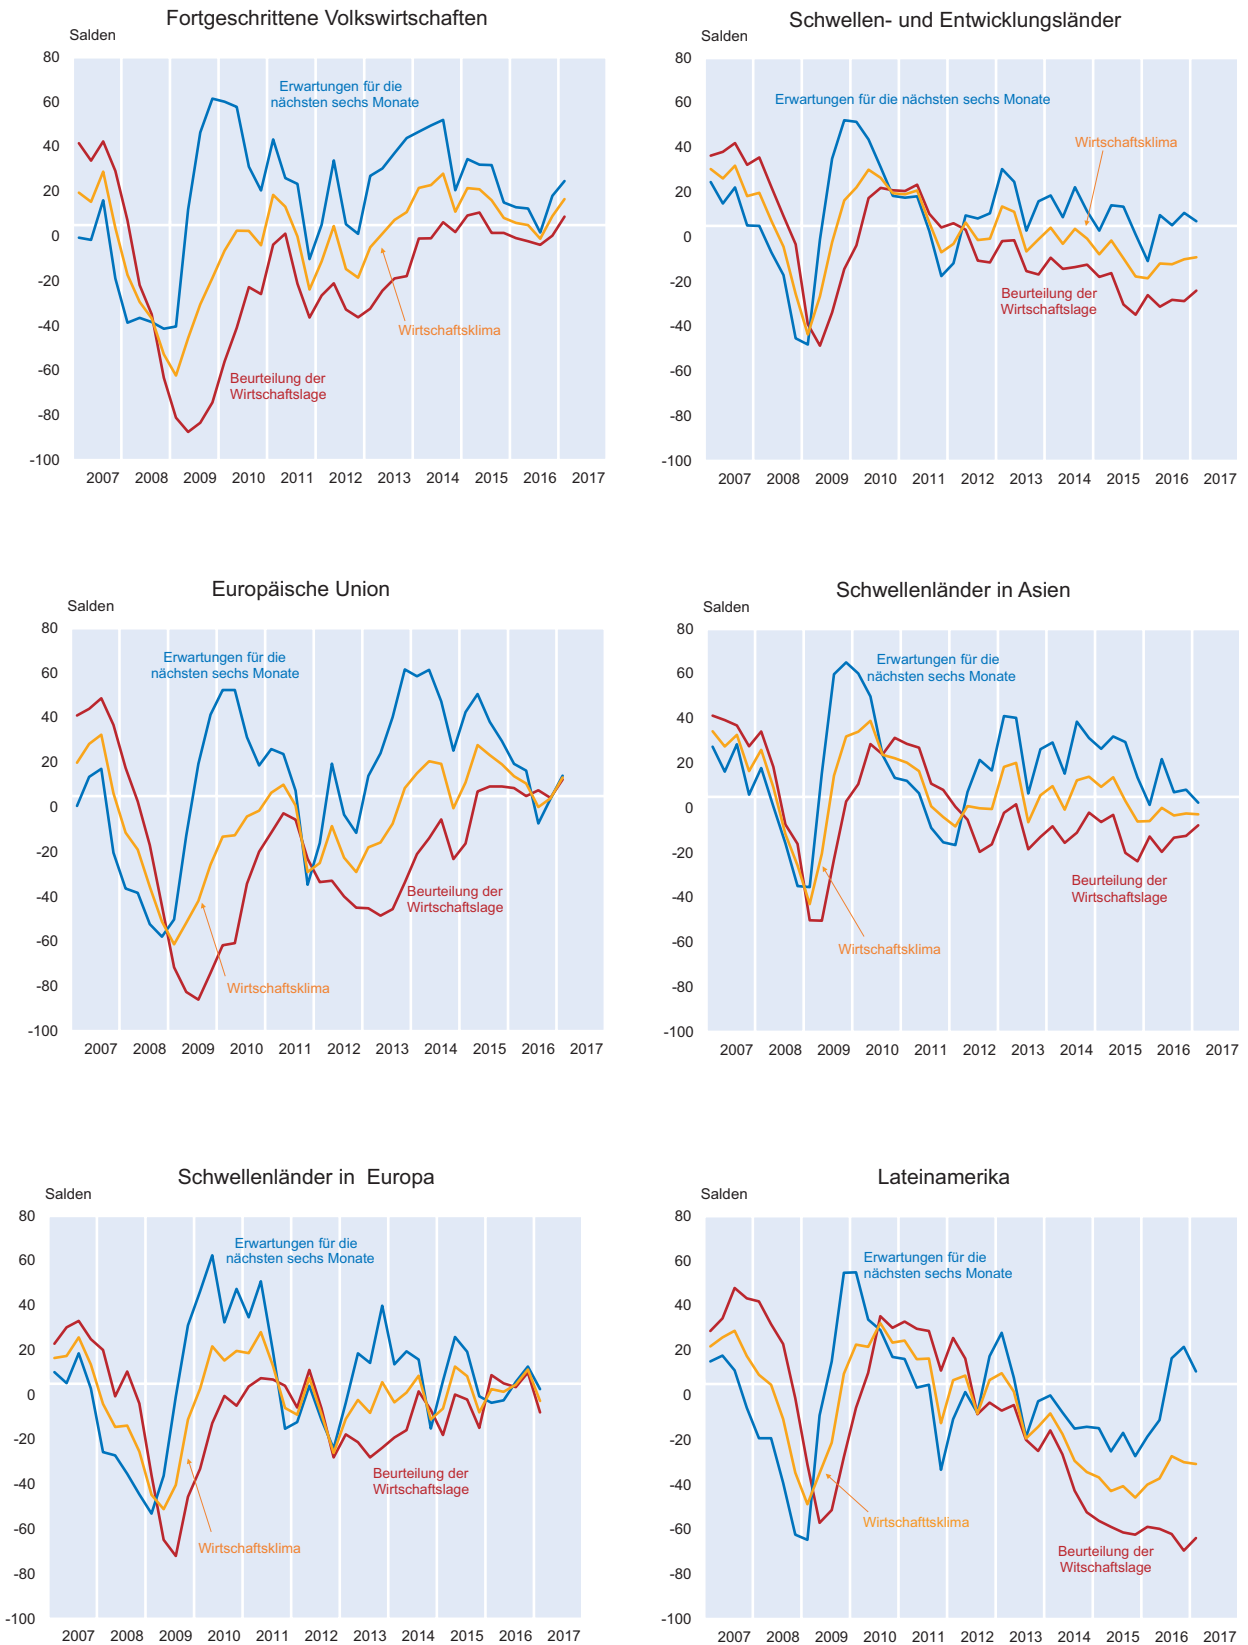 Fortgeschrittene Volkswirtschaften
Salden
80
60
40
20
0
-20
-40
-60
-80
-100
Erwartungen für die
nächsten sechs Monate
Wirtschaftsklima
Beurteilung der
Wirtschaftslage
2007 2008 2009 2010 2011 2012 2013 2014 2015 2016 2017
Schwellen- und Entwicklungsländer
Salden
80
60
40
20
0
-20
-40
-60
-80
-100
Erwartungen für die nächsten sechs Monate
Wirtschaftsklima
Beurteilung der
Wirtschaftslage
2007 2008 2009 2010 2011 2012 2013 2014 2015 2016 2017
Europäische Union
Salden
80
60
40
20
0
-20
-40
-60
-80
-100
Erwartungen für die
nächsten sechs Monate
Beurteilung der
Wirtschaftslage
Wirtschaftsklima
2007 2008 2009 2010 2011 2012 2013 2014 2015 2016 2017
Schwellenländer in Asien
Salden
80
60
40
20
0
-20
-40
-60
-80
-100
Erwartungen für die
nächsten sechs Monate
Beurteilung der
Wirtschaftslage
Wirtschaftsklima
2007 2008 2009 2010 2011 2012 2013 2014 2015 2016 2017
Schwellenländer in Europa
Salden
80
60
40
20
0
-20
-40
-60
-80
-100
Erwartungen für die
nächsten sechs Monate
Beurteilung der
Wirtschaftslage
Wirtschaftsklima
2007 2008 2009 2010 2011 2012 2013 2014 2015 2016 2017
Lateinamerika
Salden
80
60
40
20
0
-20
-40
-60
-80
-100
Erwartungen für die
nächsten sechs Monate
Wirtschafttsklima
Beurteilung der
Witschaftslage
2007 2008 2009 2010 2011 2012 2013 2014 2015 2016 2017